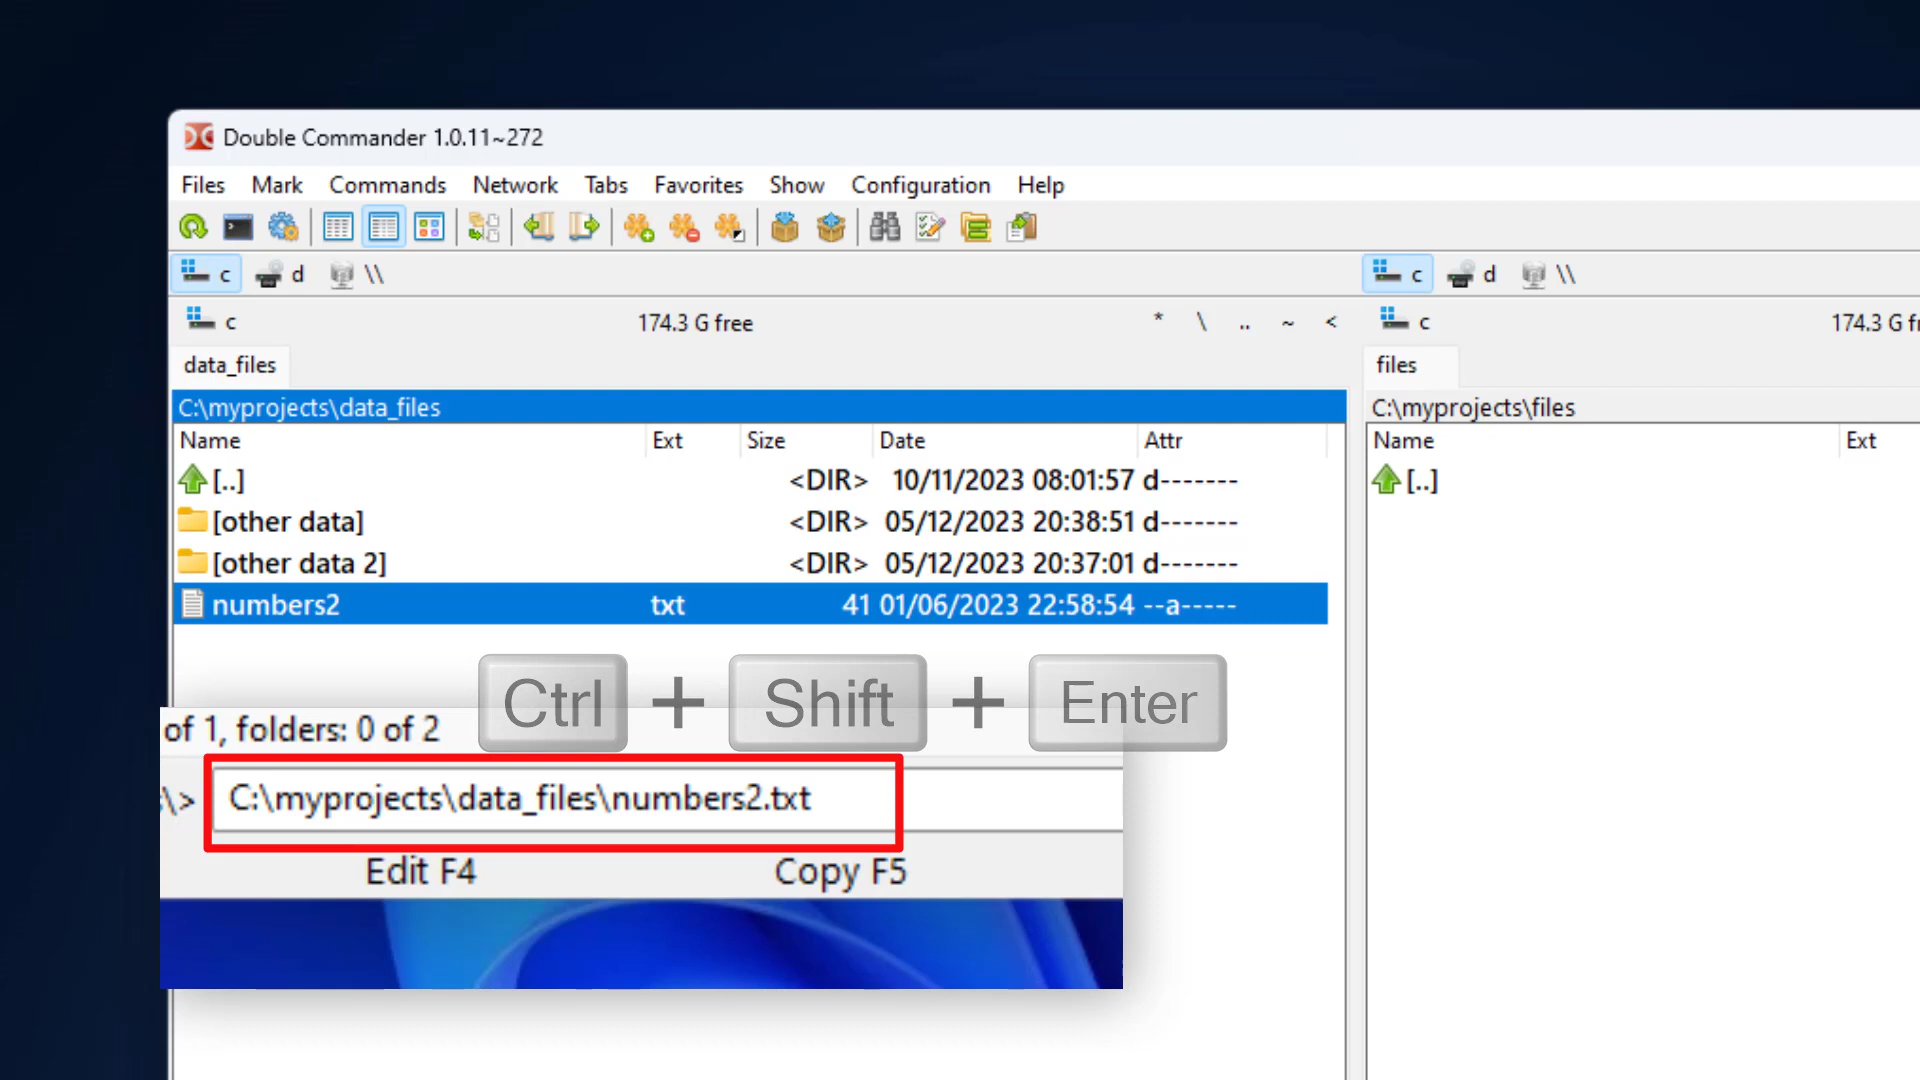 Double Commander 1.0.11~272
Files Mark Commands Network Tabs Favorites Show Configuration Help
c d \\ c d \\
c 174.3 G free * \ .. ~ < c 174.3 G fr
data_files files
C:\myprojects\data_files C:\myprojects\files
Name Ext Size Date Attr Name Ext
[..] <DIR> 10/11/2023 08:01:57 d------- [..]
[other data] <DIR> 05/12/2023 20:38:51 d-------
[other data 2] <DIR> 05/12/2023 20:37:01 d-------
numbers2 txt 41 01/06/2023 22:58:54 --a-----
Ctrl + Shift + Enter
of 1, folders: 0 of 2
\> C:\myprojects\data_files\numbers2.txt
Edit F4 Copy F5